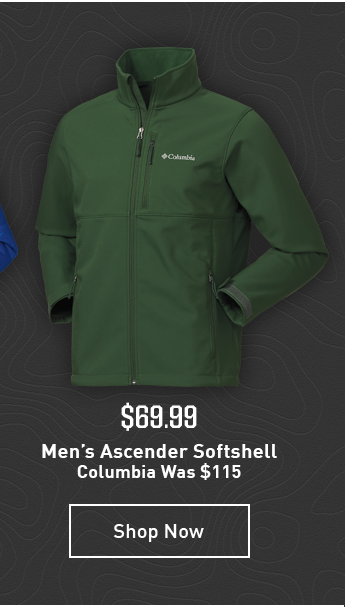 Columbia
$69.99
Men's Ascender Softshell
Columbia Was $115
Shop Now